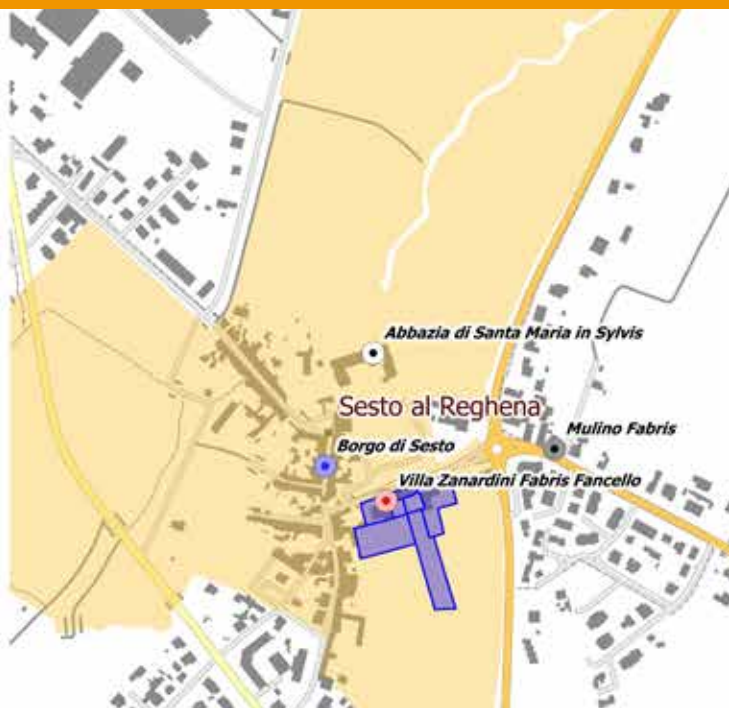 Abbazia di Santa Maria in Sylvis
Sesto al Reghena
Mulino Fabris
Borgo di Sesto
Villa Zanardini Fabris Fancello